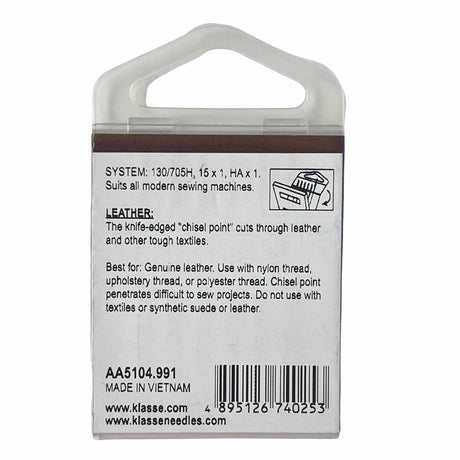 SYSTEM: 130/705H, 15 x 1, HA x 1.
Suits all modern sewing machines.
LEATHER:
The knife-edged "chisel point" cuts through leather
and other tough textiles.
Best for: Genuine leather. Use with nylon thread,
upholstery thread, or polyester thread. Chisel point
penetrates difficult to sew projects. Do not use with
textiles or synthetic suede or leather.
AA5104.991
MADE IN VIETNAM
www.klasse.com
www.klasseneedles.com
4 895126 740253